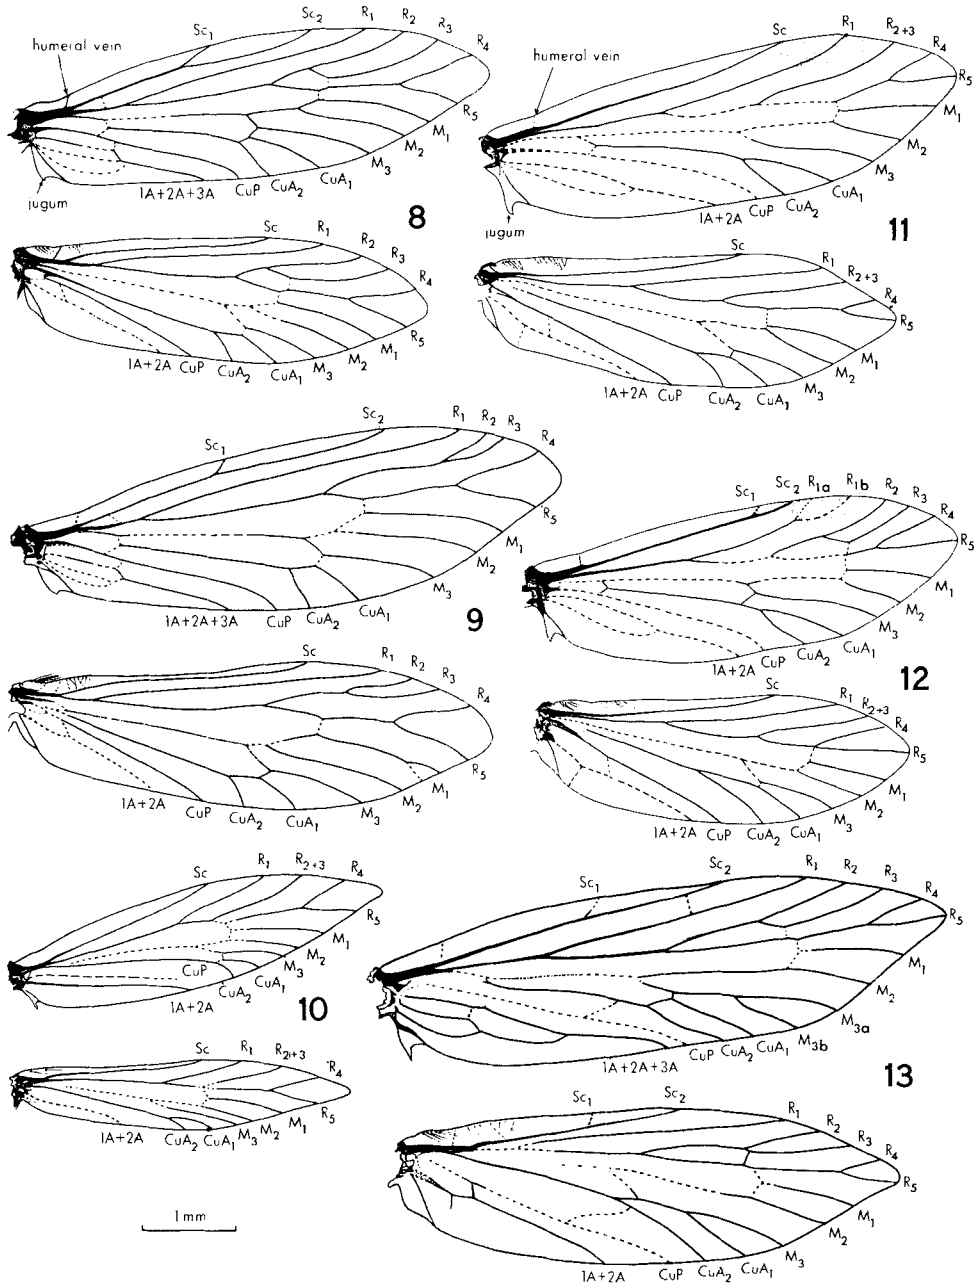 Sc₁ Sc₂ R₁ R₂ R₃ R₄
humeral vein
R₅
M₁
M₂
M₃
jugum
1A+2A+3A CuP CuA₂ CuA₁
8
Sc R₁ R₂ R₃ R₄
R₅
1A+2A CuP CuA₂ CuA₁ M₃ M₂ M₁
Sc R₁ R₂₊₃ R₄
humeral vein
R₅
M₁
M₂
M₃
jugum
1A+2A CuP CuA₂ CuA₁
11
Sc R₁ R₂₊₃ R₄
R₅
1A+2A CuP CuA₂ CuA₁ M₃ M₂ M₁
Sc₁ Sc₂ R₁ R₂ R₃ R₄
R₅
M₁
M₂
M₃
1A+2A+3A CuP CuA₂ CuA₁
9
Sc R₁ R₂ R₃ R₄
R₅
1A+2A CuP CuA₂ CuA₁ M₃ M₂ M₁
Sc₁ Sc₂ R₁a R₁b R₂ R₃ R₄
R₅
M₁
M₂
M₃
1A+2A CuP CuA₂ CuA₁
12
Sc R₁ R₂₊₃ R₄
R₅
1A+2A CuP CuA₂ CuA₁ M₃ M₂ M₁
Sc R₁ R₂₊₃ R₄
R₅
M₁
M₂
M₃
CuP
1A+2A CuA₂ CuA₁
10
Sc R₁ R₂₊₃ R₄
R₅
1A+2A CuA₂ CuA₁ M₃ M₂ M₁
1mm
Sc₁ Sc₂ R₁ R₂ R₃ R₄
R₅
M₁
M₂
M₃a
M₃b
1A+2A+3A CuP CuA₂ CuA₁
13
Sc₁ Sc₂ R₁ R₂ R₃ R₄
R₅
1A+2A CuP CuA₂ CuA₁ M₃ M₂ M₁